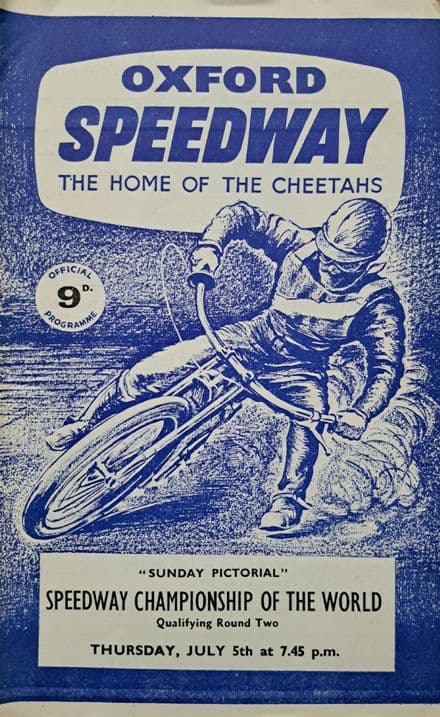 OXFORD
SPEEDWAY
THE HOME OF THE CHEETAHS
OFFICIAL
9D.
PROGRAMME
"SUNDAY PICTORIAL"
SPEEDWAY CHAMPIONSHIP OF THE WORLD
Qualifying Round Two
THURSDAY, JULY 5th at 7.45 p.m.